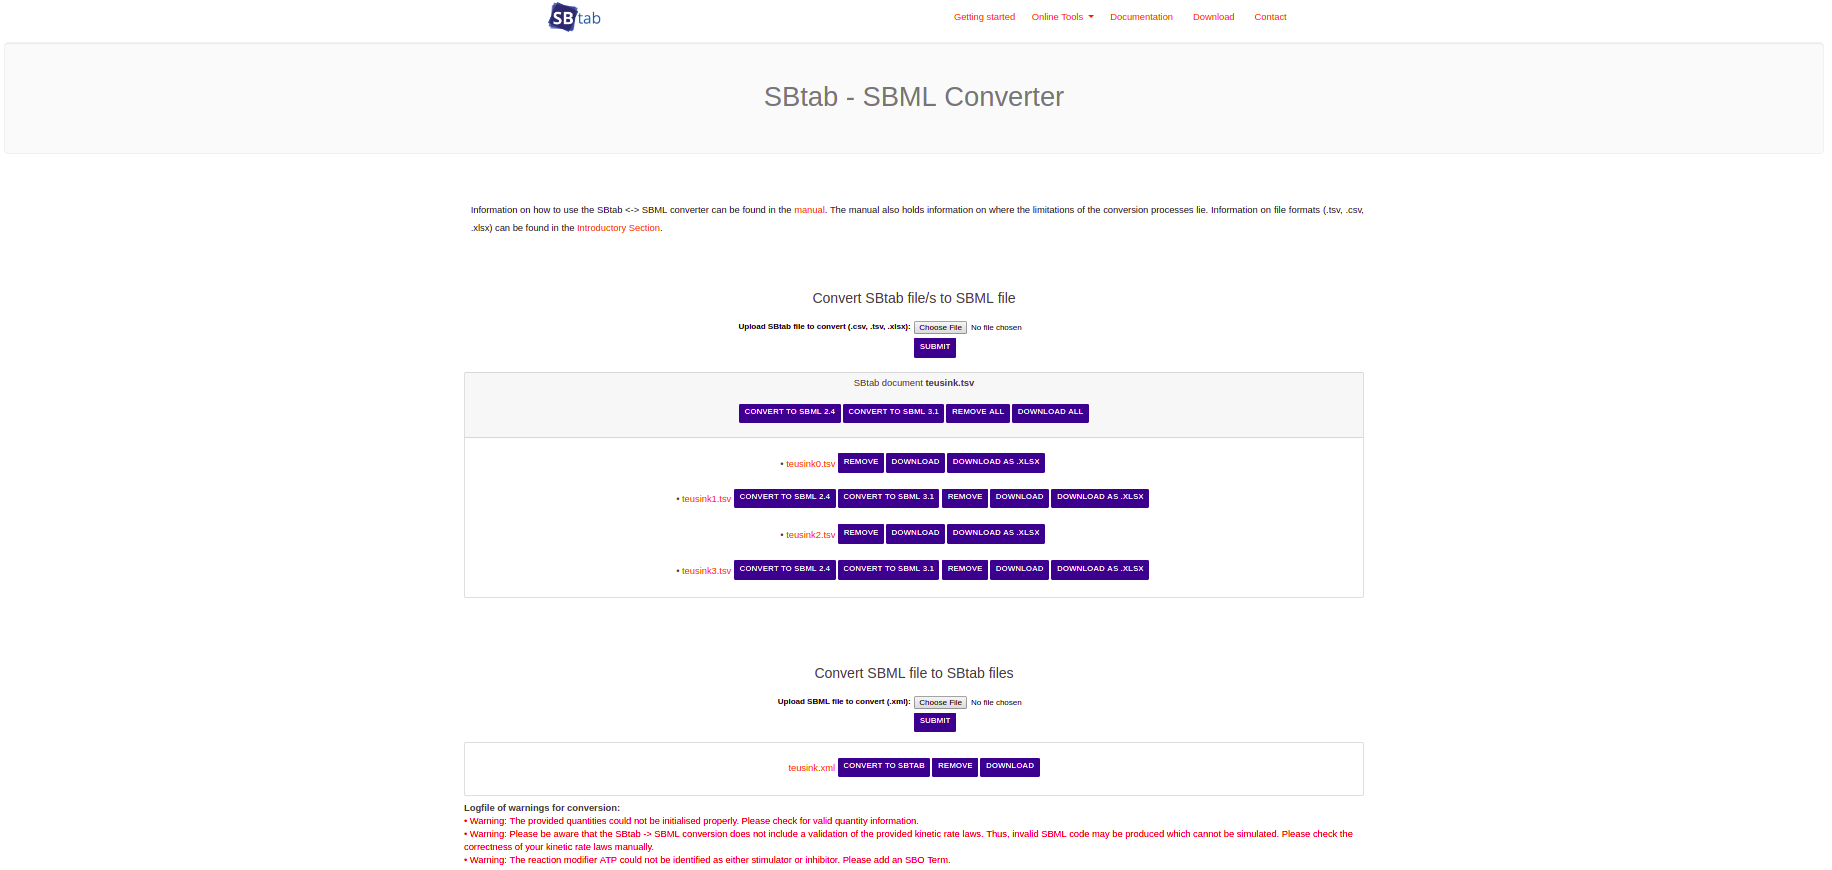 SBtab
Getting started Online Tools Documentation Download Contact
SBtab - SBML Converter
Information on how to use the SBtab <-> SBML converter can be found in the manual. The manual also holds information on where the limitations of the conversion processes lie. Information on file formats (.tsv, .csv,
.xlsx) can be found in the Introductory Section.
Convert SBtab file/s to SBML file
Upload SBtab file to convert (.csv, .tsv, .xlsx): Choose File No file chosen
SUBMIT
SBtab document teusink.tsv
CONVERT TO SBML 2.4 CONVERT TO SBML 3.1 REMOVE ALL DOWNLOAD ALL
• teusink0.tsv REMOVE DOWNLOAD DOWNLOAD AS .XLSX
• teusink1.tsv CONVERT TO SBML 2.4 CONVERT TO SBML 3.1 REMOVE DOWNLOAD DOWNLOAD AS .XLSX
• teusink2.tsv REMOVE DOWNLOAD DOWNLOAD AS .XLSX
• teusink3.tsv CONVERT TO SBML 2.4 CONVERT TO SBML 3.1 REMOVE DOWNLOAD DOWNLOAD AS .XLSX
Convert SBML file to SBtab files
Upload SBML file to convert (.xml): Choose File No file chosen
SUBMIT
teusink.xml CONVERT TO SBTAB REMOVE DOWNLOAD
Logfile of warnings for conversion:
• Warning: The provided quantities could not be initialised properly. Please check for valid quantity information.
• Warning: Please be aware that the SBtab -> SBML conversion does not include a validation of the provided kinetic rate laws. Thus, invalid SBML code may be produced which cannot be simulated. Please check the
correctness of your kinetic rate laws manually.
• Warning: The reaction modifier ATP could not be identified as either stimulator or inhibitor. Please add an SBO Term.